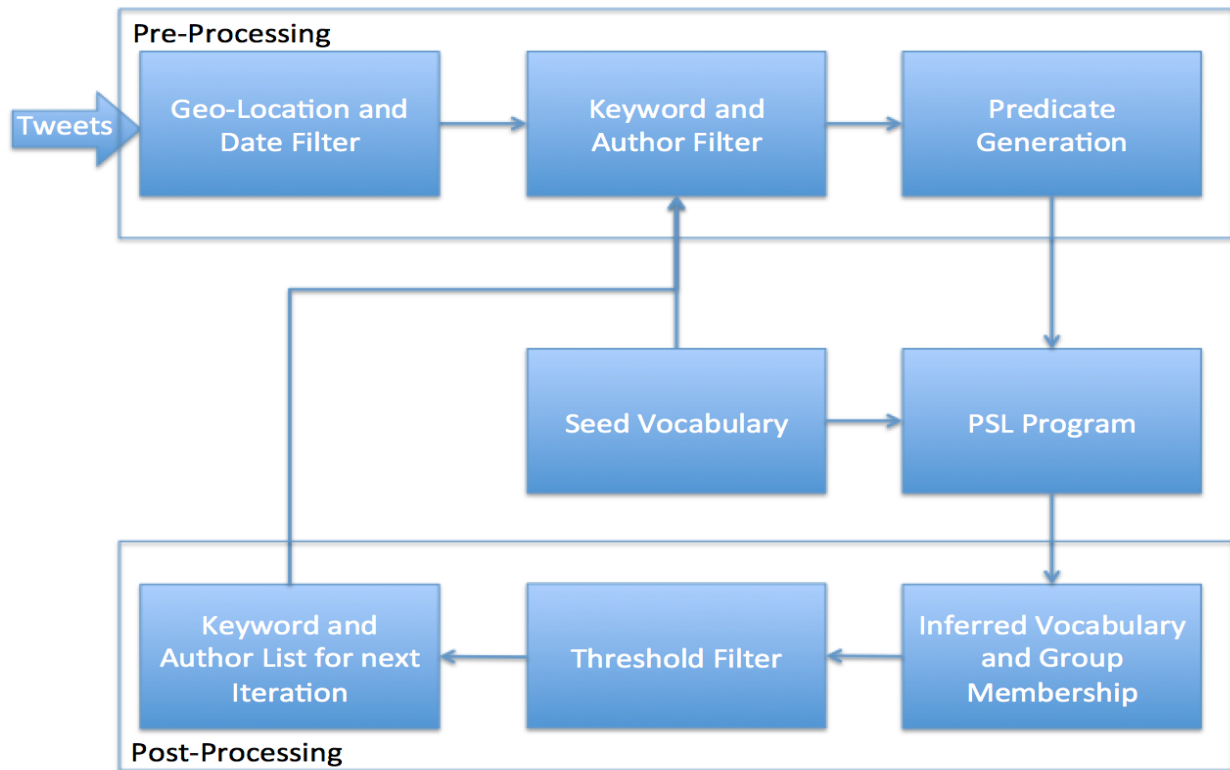 Pre-Processing
Tweets
Geo-Location and
Date Filter
Keyword and
Author Filter
Predicate
Generation
Seed Vocabulary
PSL Program
Keyword and
Author List for next
Iteration
Threshold Filter
Inferred Vocabulary
and Group
Membership
Post-Processing